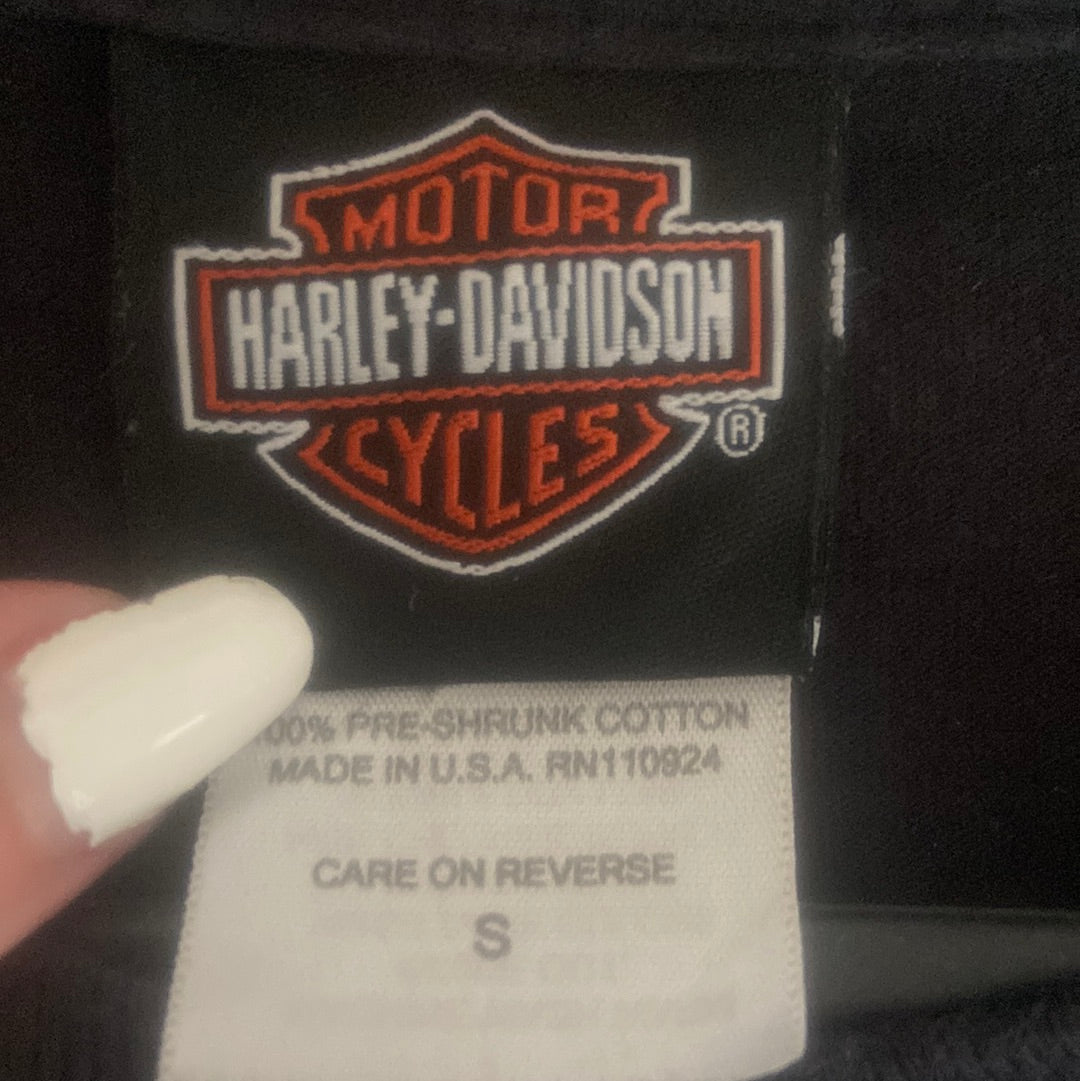 MOTOR
HARLEY-DAVIDSON
CYCLES
®
00% PRE-SHRUNK COTTON
MADE IN U.S.A. RN110924
CARE ON REVERSE
S